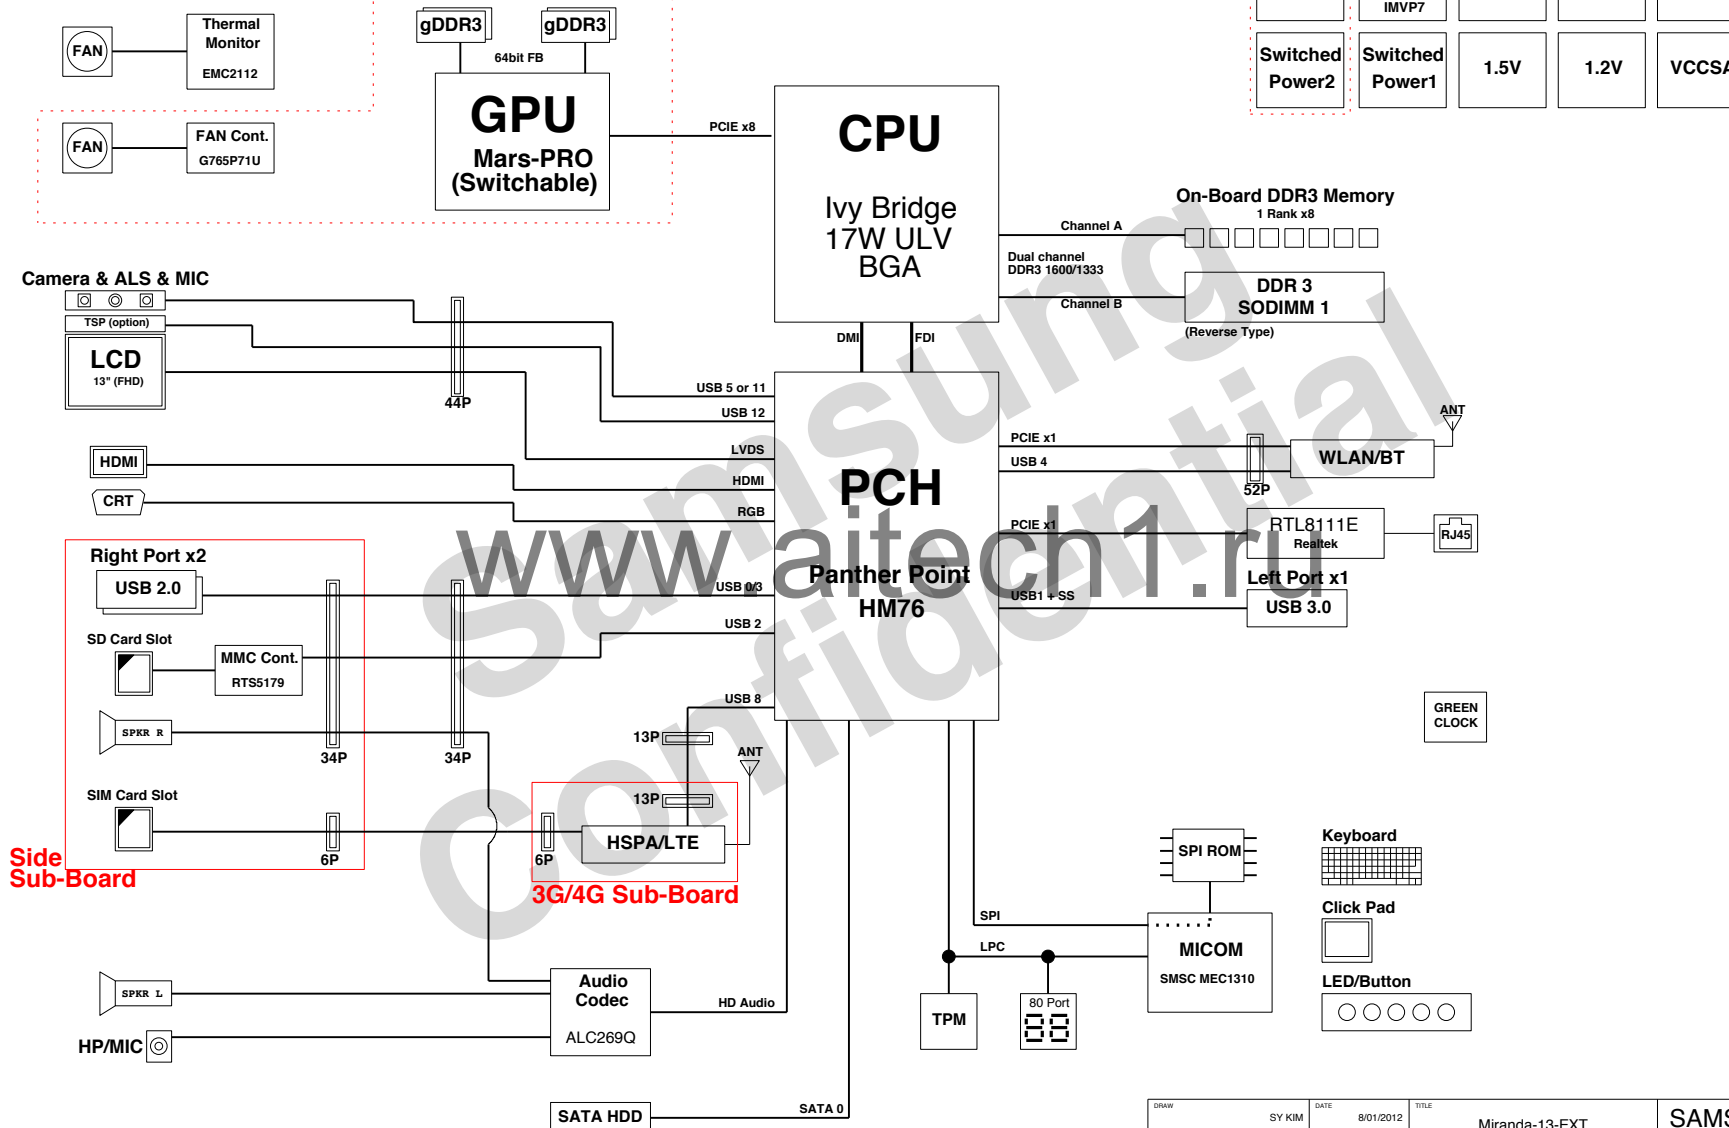 Thermal
Monitor
EMC2112
FAN
gDDR3
gDDR3
64bit FB
GPU
Mars-PRO
(Switchable)
PCIE x8
FAN
FAN Cont.
G765P71U
CPU
Ivy Bridge
17W ULV
BGA
IMVP7
Switched
Power2
Switched
Power1
1.5V
1.2V
VCCSA
On-Board DDR3 Memory
1 Rank x8
Channel A
Dual channel
DDR3 1600/1333
Channel B
DDR 3
SODIMM 1
(Reverse Type)
DMI
FDI
Camera & ALS & MIC
TSP (option)
LCD
13" (FHD)
44P
USB 5 or 11
USB 12
LVDS
HDMI
HDMI
CRT
RGB
PCH
Panther Point
HM76
PCIE x1
USB 4
52P
WLAN/BT
ANT
PCIE x1
RTL8111E
Realtek
RJ45
Left Port x1
USB1 + SS
USB 3.0
Right Port x2
USB 2.0
USB 0/3
SD Card Slot
MMC Cont.
RTS5179
USB 2
SPKR R
34P
34P
USB 8
13P
ANT
13P
SIM Card Slot
6P
6P
HSPA/LTE
Side
Sub-Board
3G/4G Sub-Board
GREEN
CLOCK
SPI ROM
Keyboard
Click Pad
LED/Button
SPI
LPC
MICOM
SMSC MEC1310
TPM
80 Port
SPKR L
HP/MIC
Audio
Codec
ALC269Q
HD Audio
SATA HDD
SATA 0
DRAW
SY KIM
DATE
8/01/2012
TITLE
Miranda-13-EXT
SAMS
Samsung
Confidential
www.aitech1.ru